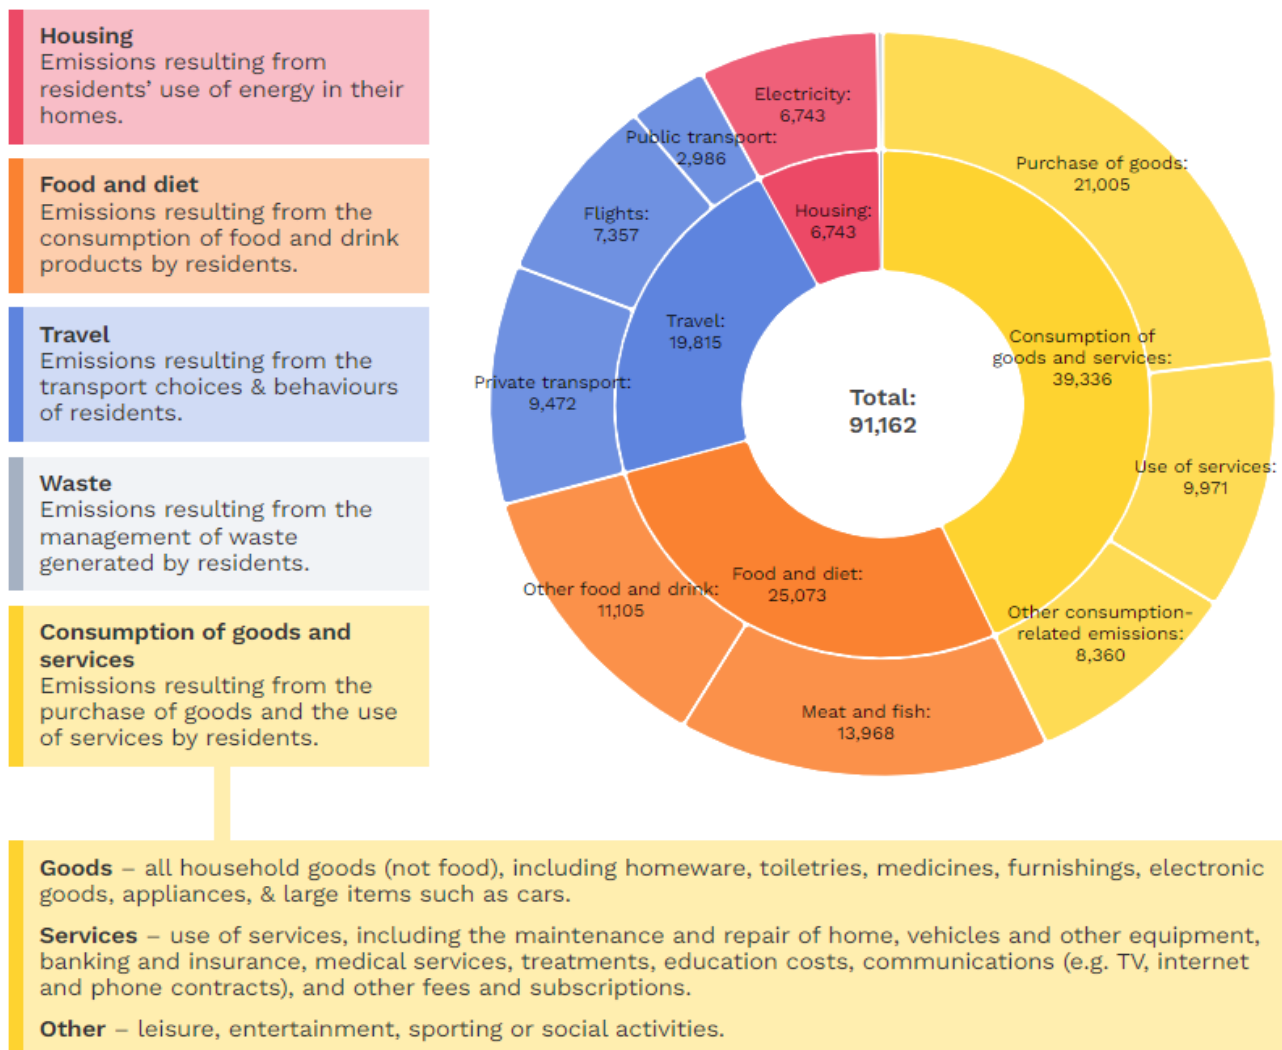 Housing
Emissions resulting from
residents’ use of energy in their
homes.
Food and diet
Emissions resulting from the
consumption of food and drink
products by residents.
Travel
Emissions resulting from the
transport choices & behaviours
of residents.
Waste
Emissions resulting from the
management of waste
generated by residents.
Consumption of goods and
services
Emissions resulting from the
purchase of goods and the use
of services by residents.
Electricity:
6,743
Public transport:
2,986
Purchase of goods:
21,005
Flights:
7,357
Housing:
6,743
Travel:
19,815
Consumption of
goods and services:
39,336
Private transport:
9,472
Total:
91,162
Use of services:
9,971
Food and diet:
25,073
Other food and drink:
11,105
Other consumption-
related emissions:
8,360
Meat and fish:
13,968
Goods – all household goods (not food), including homeware, toiletries, medicines, furnishings, electronic
goods, appliances, & large items such as cars.
Services – use of services, including the maintenance and repair of home, vehicles and other equipment,
banking and insurance, medical services, treatments, education costs, communications (e.g. TV, internet
and phone contracts), and other fees and subscriptions.
Other – leisure, entertainment, sporting or social activities.